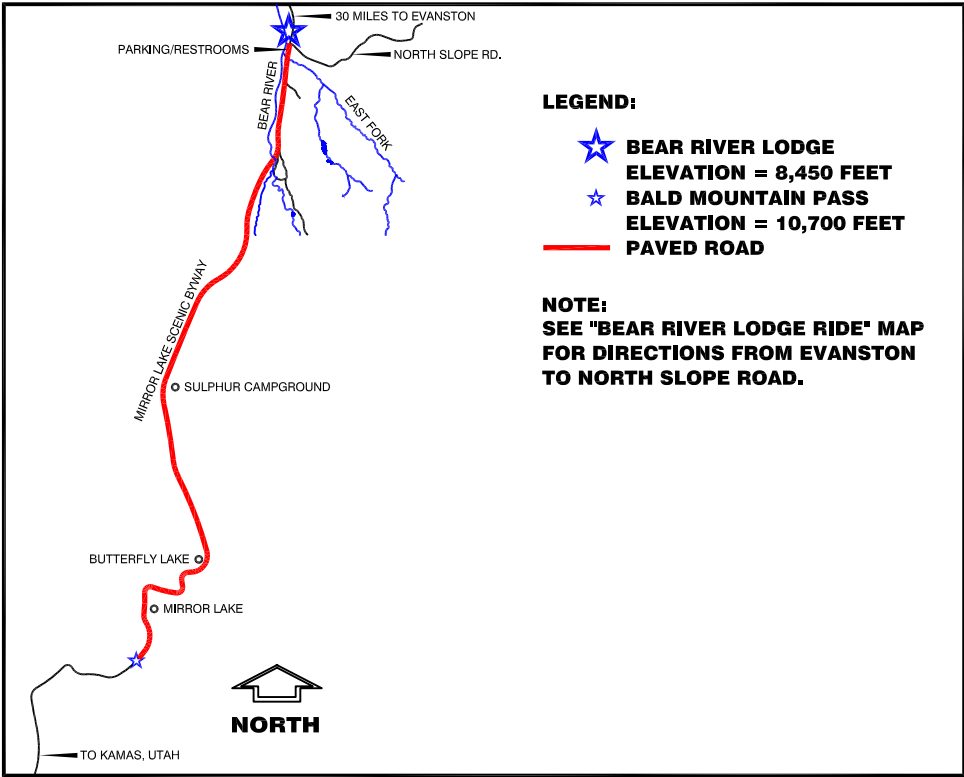 30 MILES TO EVANSTON
PARKING/RESTROOMS
NORTH SLOPE RD.
BEAR RIVER
EAST FORK
MIRROR LAKE SCENIC BYWAY
SULPHUR CAMPGROUND
BUTTERFLY LAKE
MIRROR LAKE
TO KAMAS, UTAH
NORTH
LEGEND:
BEAR RIVER LODGE
ELEVATION = 8,450 FEET
BALD MOUNTAIN PASS
ELEVATION = 10,700 FEET
PAVED ROAD
NOTE:
SEE "BEAR RIVER LODGE RIDE" MAP
FOR DIRECTIONS FROM EVANSTON
TO NORTH SLOPE ROAD.